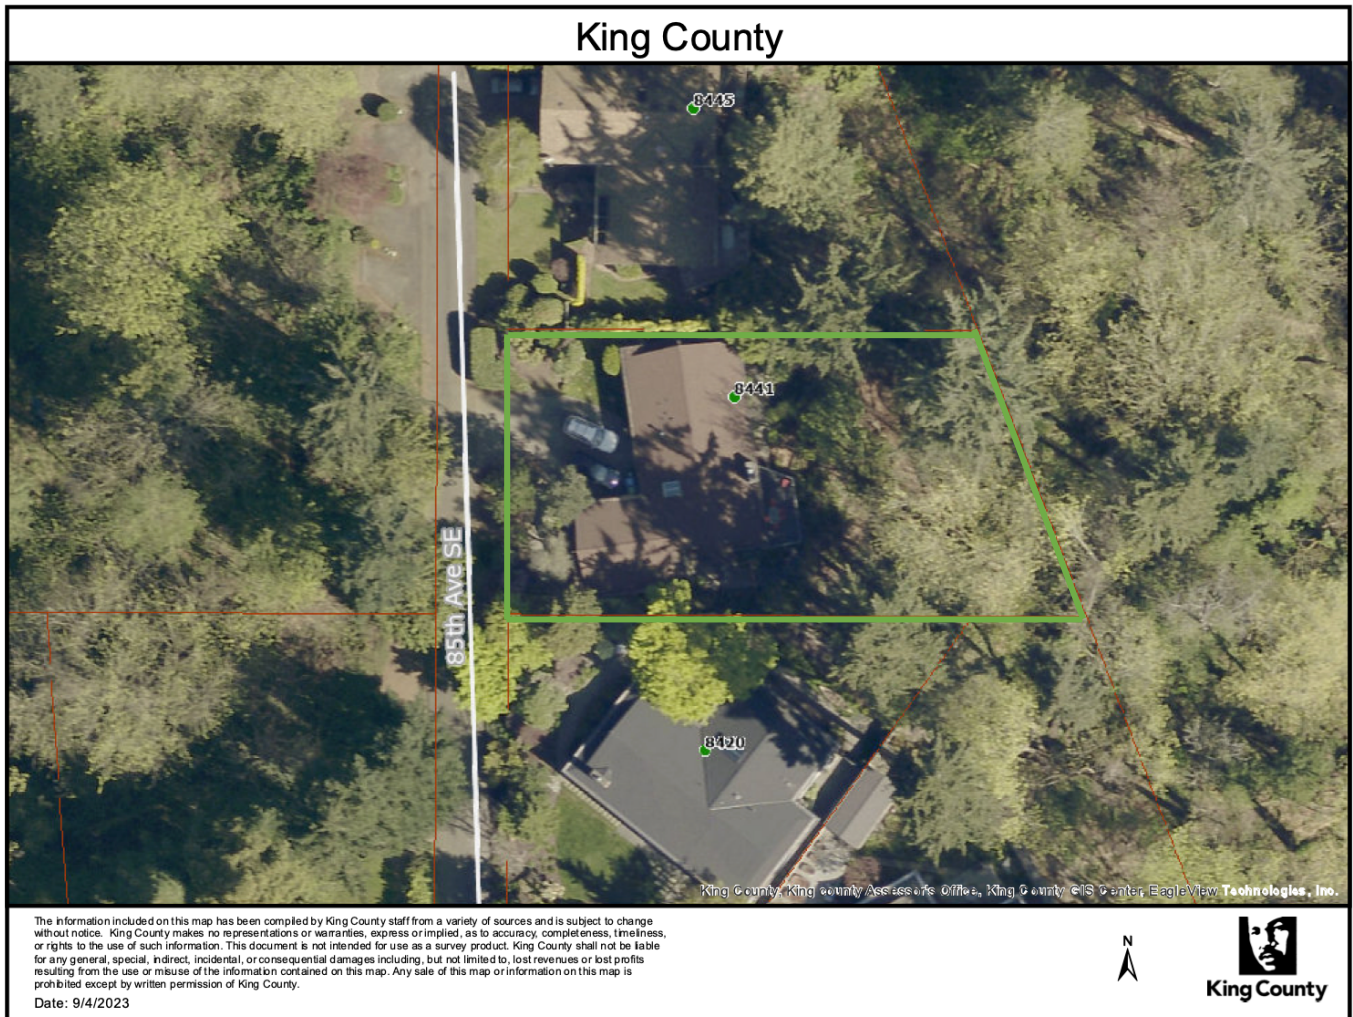 King County
8445
8441
85th Ave SE
8420
King County, King county Assessor's Office, King County GIS Center, EagleView Technologies, Inc.
The information included on this map has been compiled by King County staff from a variety of sources and is subject to change
without notice. King County makes no representations or warranties, express or implied, as to accuracy, completeness, timeliness,
or rights to the use of such information. This document is not intended for use as a survey product. King County shall not be liable
for any general, special, indirect, incidental, or consequential damages including, but not limited to, lost revenues or lost profits
resulting from the use or misuse of the information contained on this map. Any sale of this map or information on this map is
prohibited except by written permission of King County.
Date: 9/4/2023
N
King County